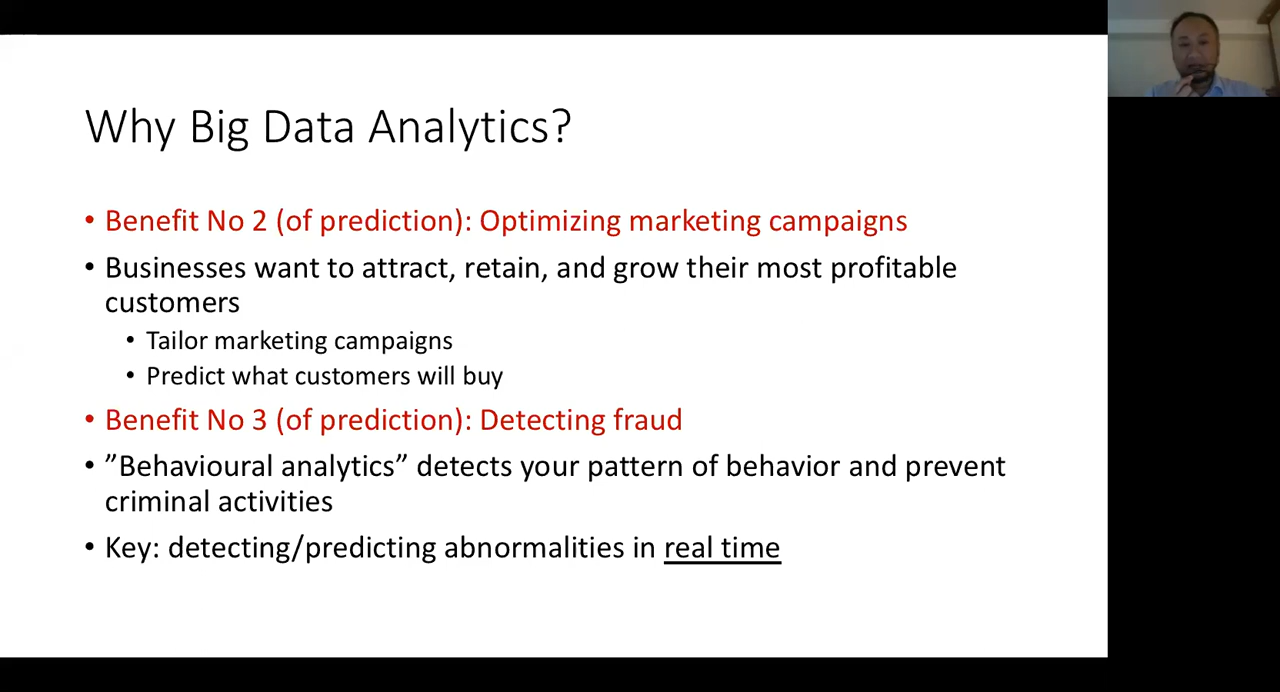 Why Big Data Analytics?
• Benefit No 2 (of prediction): Optimizing marketing campaigns
• Businesses want to attract, retain, and grow their most profitable
customers
• Tailor marketing campaigns
• Predict what customers will buy
• Benefit No 3 (of prediction): Detecting fraud
• ”Behavioural analytics” detects your pattern of behavior and prevent
criminal activities
• Key: detecting/predicting abnormalities in real time